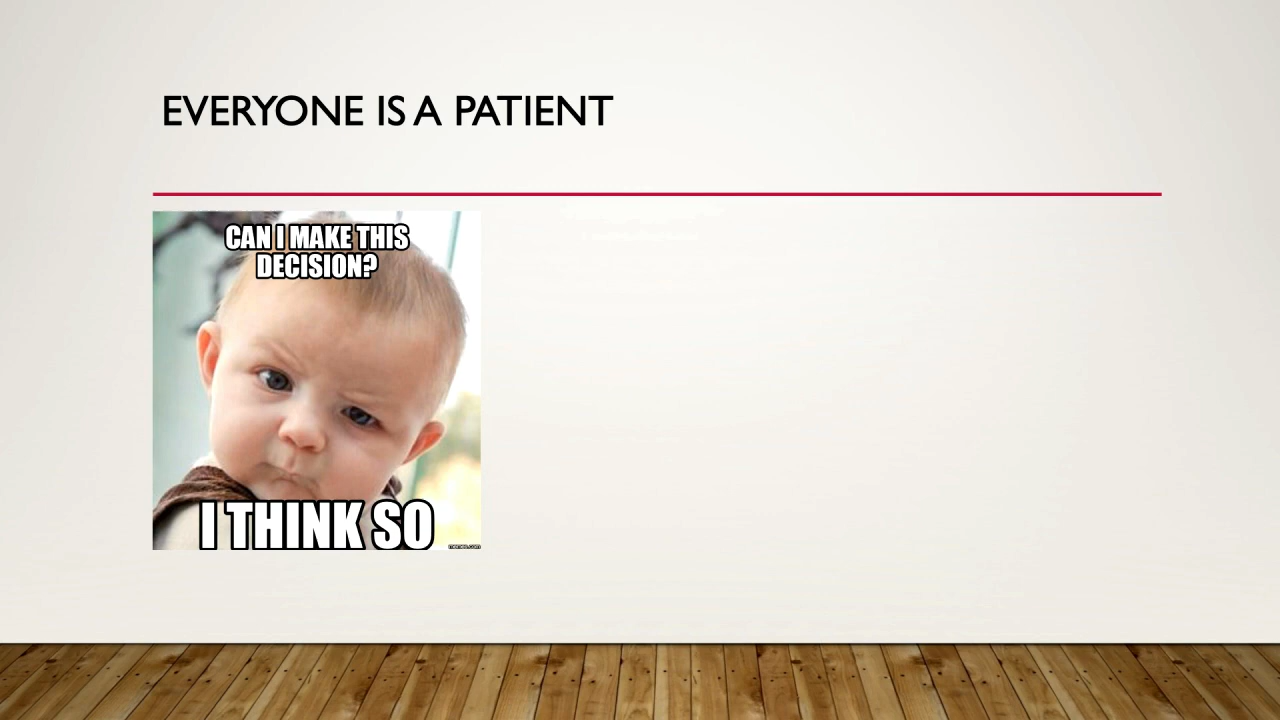 EVERYONE IS A PATIENT
CAN I MAKE THIS
DECISION?
I THINK SO